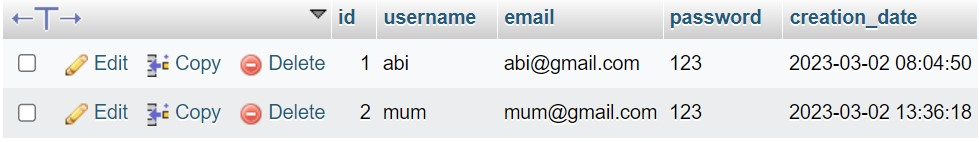 ←T→ id username email password creation_date
Edit Copy Delete 1 abi abi@gmail.com 123 2023-03-02 08:04:50
Edit Copy Delete 2 mum mum@gmail.com 123 2023-03-02 13:36:18